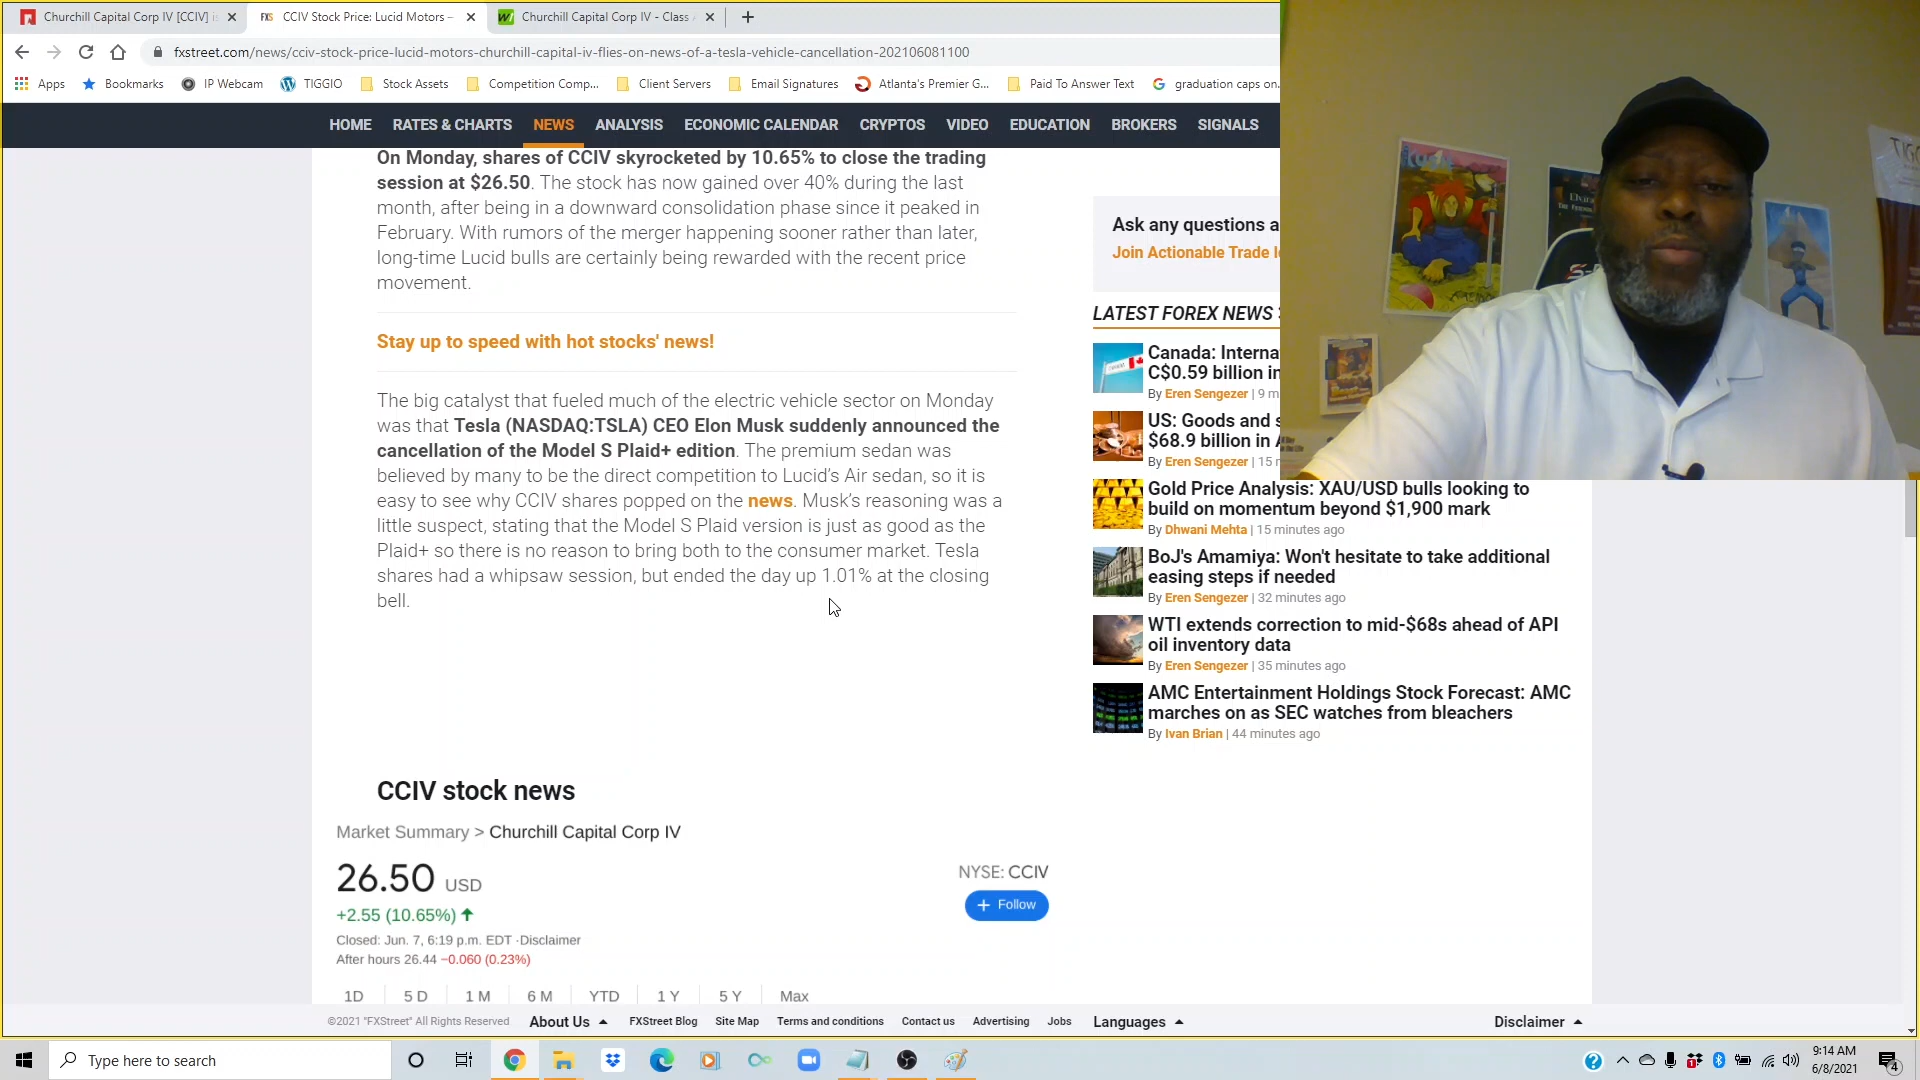 Churchill Capital Corp IV [CCIV] i
CCIV Stock Price: Lucid Motors –
Churchill Capital Corp IV - Class
fxstreet.com/news/cciv-stock-price-lucid-motors-churchill-capital-iv-flies-on-news-of-a-tesla-vehicle-cancellation-202106081100
Apps Bookmarks IP Webcam TIGGIO Stock Assets Competition Comp... Client Servers Email Signatures Atlanta's Premier G... Paid To Answer Text graduation caps on.
HOME RATES & CHARTS NEWS ANALYSIS ECONOMIC CALENDAR CRYPTOS VIDEO EDUCATION BROKERS SIGNALS
On Monday, shares of CCIV skyrocketed by 10.65% to close the trading
session at $26.50. The stock has now gained over 40% during the last
month, after being in a downward consolidation phase since it peaked in
February. With rumors of the merger happening sooner rather than later,
long-time Lucid bulls are certainly being rewarded with the recent price
movement.
Stay up to speed with hot stocks' news!
The big catalyst that fueled much of the electric vehicle sector on Monday
was that Tesla (NASDAQ:TSLA) CEO Elon Musk suddenly announced the
cancellation of the Model S Plaid+ edition. The premium sedan was
believed by many to be the direct competition to Lucid's Air sedan, so it is
easy to see why CCIV shares popped on the news. Musk's reasoning was a
little suspect, stating that the Model S Plaid version is just as good as the
Plaid+ so there is no reason to bring both to the consumer market. Tesla
shares had a whipsaw session, but ended the day up 1.01% at the closing
bell.
CCIV stock news
Market Summary > Churchill Capital Corp IV
26.50 USD
NYSE: CCIV
+2.55 (10.65%)
+ Follow
Closed: Jun. 7, 6:19 p.m. EDT ·Disclaimer
After hours 26.44 −0.060 (0.23%)
1D 5 D 1 M 6 M YTD 1 Y 5 Y Max
Ask any questions a
Join Actionable Trade
LATEST FOREX NEWS
Canada: Interna
C$0.59 billion in
By Eren Sengezer | 9 m
US: Goods and s
$68.9 billion in
By Eren Sengezer | 15
Gold Price Analysis: XAU/USD bulls looking to
build on momentum beyond $1,900 mark
By Dhwani Mehta | 15 minutes ago
BoJ's Amamiya: Won't hesitate to take additional
easing steps if needed
By Eren Sengezer | 32 minutes ago
WTI extends correction to mid-$68s ahead of API
oil inventory data
By Eren Sengezer | 35 minutes ago
AMC Entertainment Holdings Stock Forecast: AMC
marches on as SEC watches from bleachers
By Ivan Brian | 44 minutes ago
©2021 "FXStreet" All Rights Reserved About Us FXStreet Blog Site Map Terms and conditions Contact us Advertising Jobs Languages Disclaimer
Type here to search
9:14 AM
6/8/2021
4